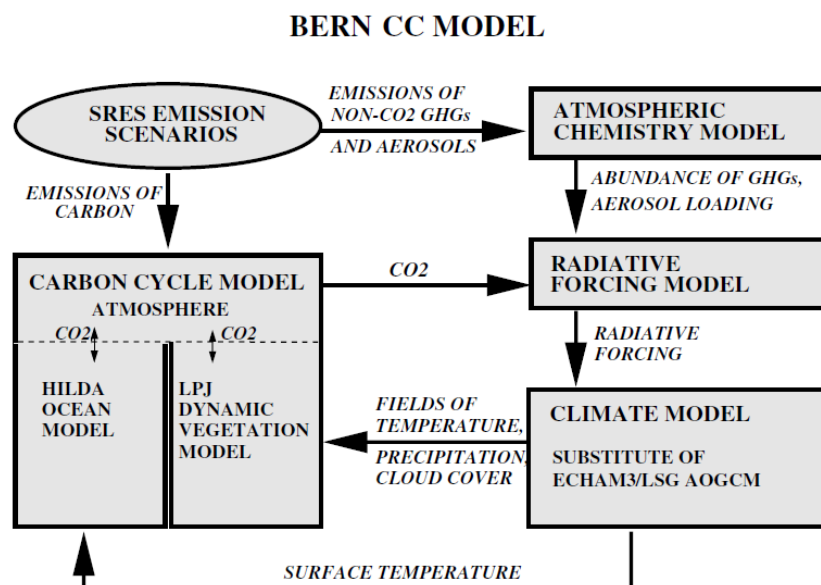 BERN CC MODEL
SRES EMISSION
SCENARIOS
EMISSIONS OF
NON-CO2 GHGs
AND AEROSOLS
ATMOSPHERIC
CHEMISTRY MODEL
EMISSIONS OF
CARBON
ABUNDANCE OF GHGs,
AEROSOL LOADING
CARBON CYCLE MODEL
ATMOSPHERE
CO2
CO2
CO2
RADIATIVE
FORCING MODEL
RADIATIVE
FORCING
HILDA
OCEAN
MODEL
LPJ
DYNAMIC
VEGETATION
MODEL
FIELDS OF
TEMPERATURE,
PRECIPITATION,
CLOUD COVER
CLIMATE MODEL
SUBSTITUTE OF
ECHAM3/LSG AOGCM
SURFACE TEMPERATURE